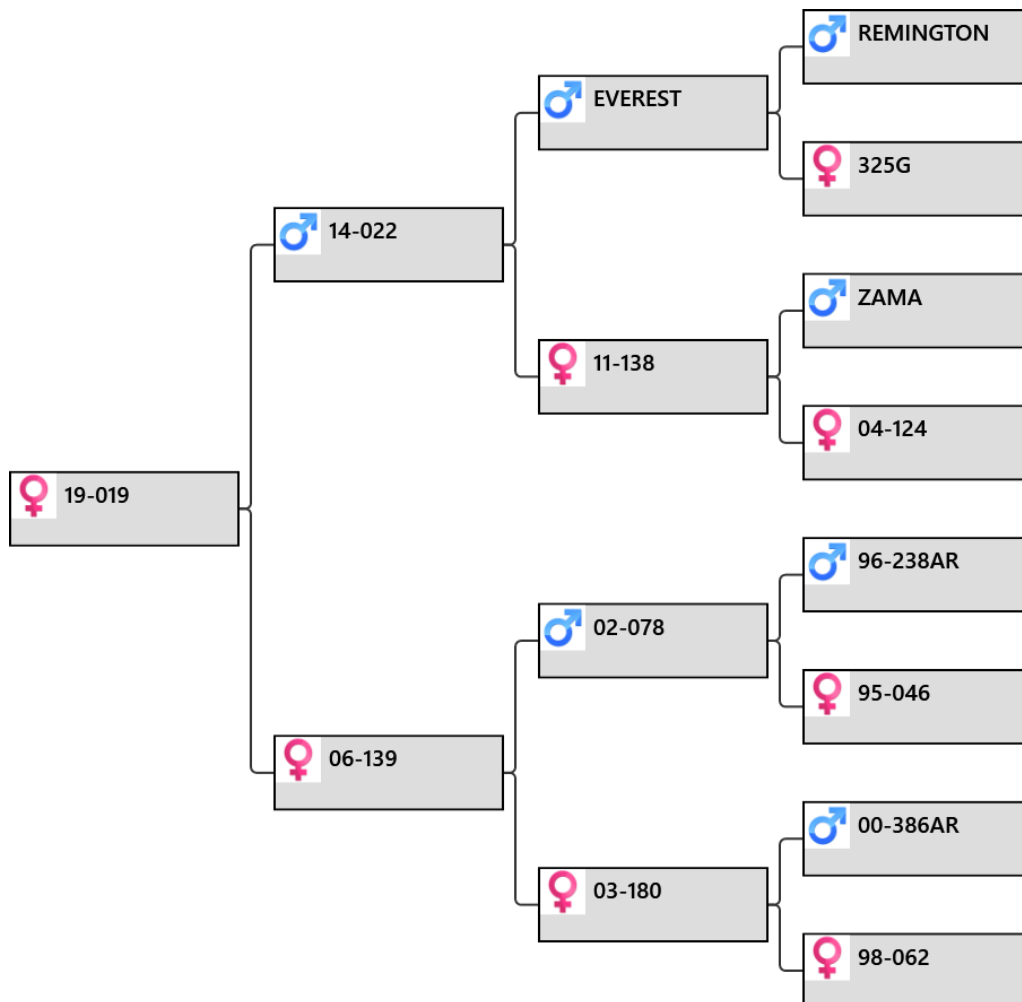 REMINGTON
EVEREST
325G
14-022
ZAMA
11-138
04-124
19-019
96-238AR
02-078
95-046
06-139
00-386AR
03-180
98-062